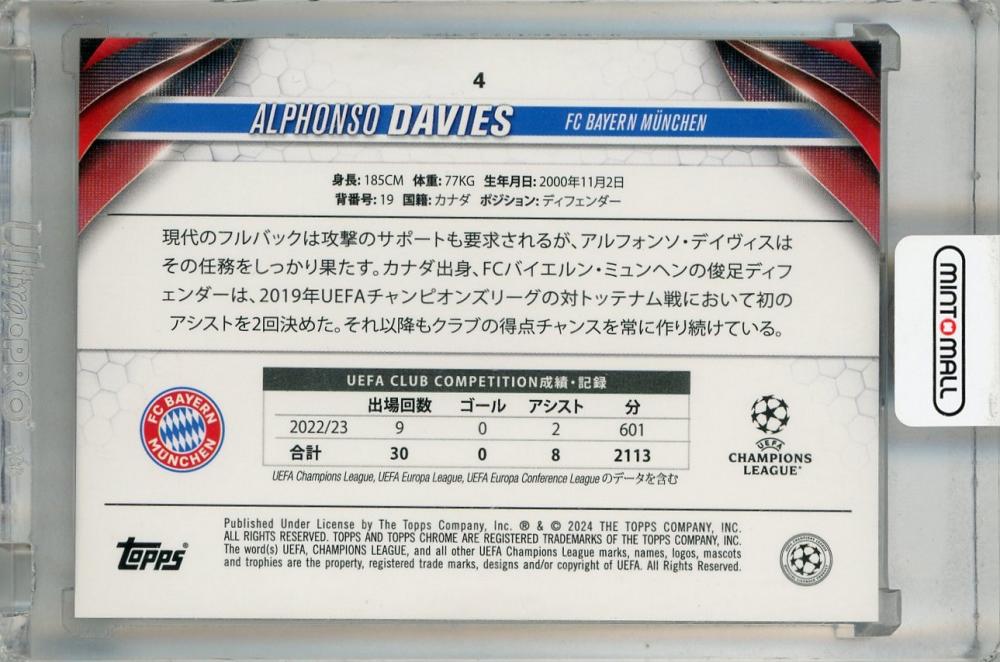 4
ALPHONSO DAVIES FC BAYERN MÜNCHEN
身長: 185CM 体重: 77KG 生年月日: 2000年11月2日
背番号: 19 国籍: カナダ ポジション: ディフェンダー
現代のフルバックは攻撃のサポートも要求されるが、アルフォンソ・デイヴィスは
その任務をしっかり果たす。カナダ出身、FCバイエルン・ミュンヘンの俊足ディフ
ェンダーは、2019年UEFAチャンピオンズリーグの対トッテナム戦において初の
アシストを2回決めた。それ以降もクラブの得点チャンスを常に作り続けている。
UEFA CLUB COMPETITION成績・記録
出場回数 ゴール アシスト 分
2022/23 9 0 2 601
合計 30 0 8 2113
UEFA Champions League, UEFA Europa League, UEFA Europa Conference League のデータを含む
FC BAYERN
MÜNCHEN
UEFA
CHAMPIONS
LEAGUE®
Published Under License by The Topps Company, Inc. ® & © 2024 THE TOPPS COMPANY, INC.
ALL RIGHTS RESERVED. TOPPS AND TOPPS CHROME ARE REGISTERED TRADEMARKS OF THE TOPPS COMPANY, INC.
The word(s) UEFA, CHAMPIONS LEAGUE, and all other UEFA Champions League marks, names, logos, mascots
and trophies are the property, registered trade marks, designs and/or copyright of UEFA. All Rights Reserved.
TOPPS®
MINT MALL
Ultra PRO